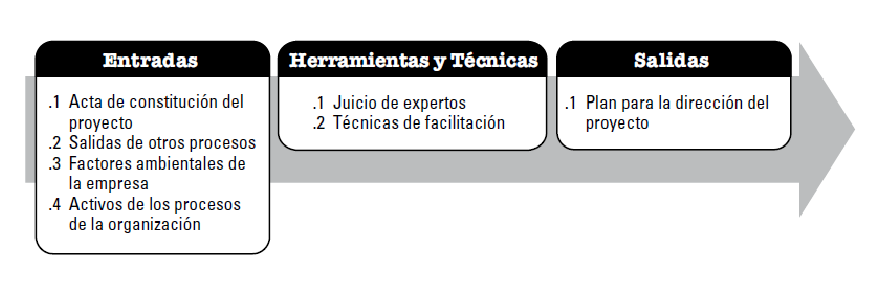 Entradas
.1 Acta de constitución del
proyecto
.2 Salidas de otros procesos
.3 Factores ambientales de
la empresa
.4 Activos de los procesos
de la organización
Herramientas y Técnicas
.1 Juicio de expertos
.2 Técnicas de facilitación
Salidas
.1 Plan para la dirección del
proyecto